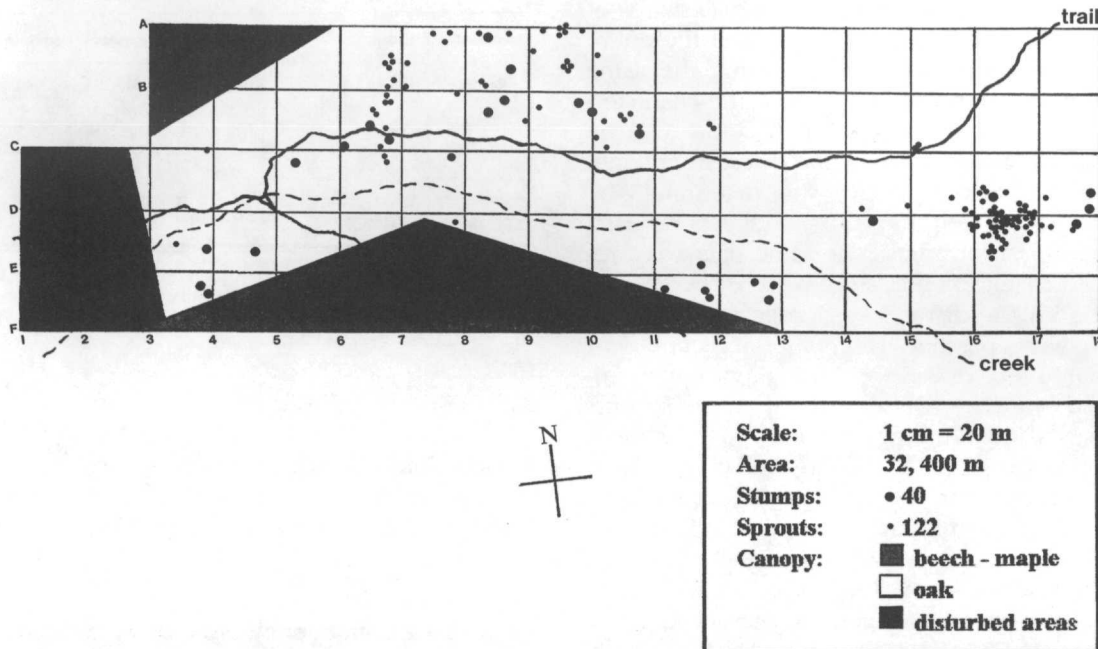 trail
A
B
C
D
E
F
1 2 3 4 5 6 7 8 9 10 11 12 13 14 15 16 17
creek
N
Scale: 1 cm = 20 m
Area: 32, 400 m
Stumps: • 40
Sprouts: • 122
Canopy: beech - maple
oak
disturbed areas